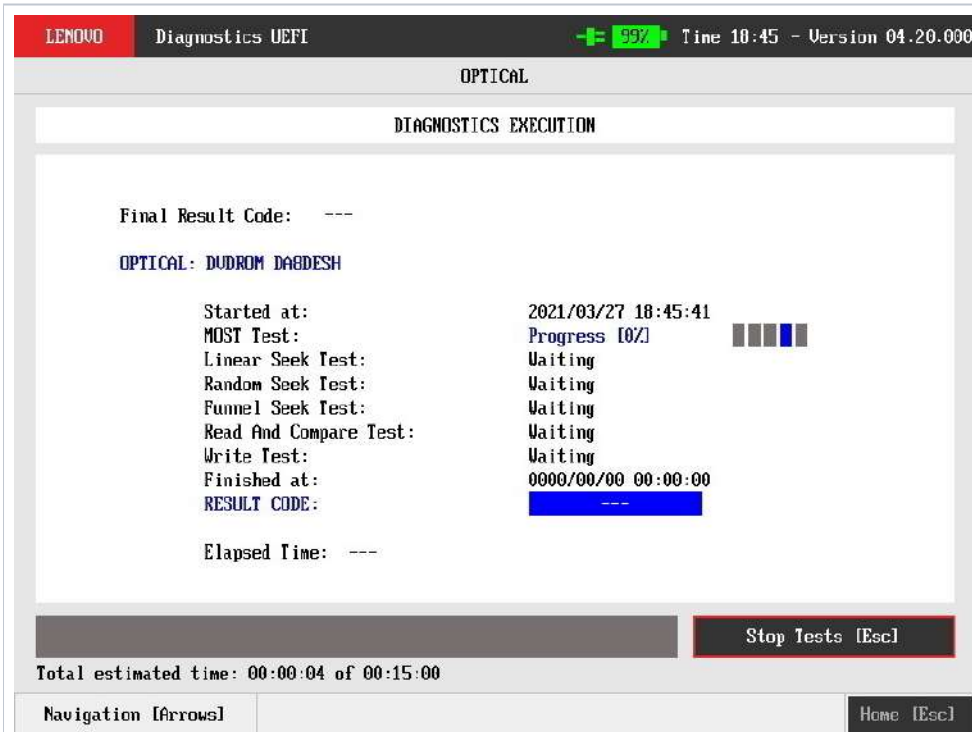 LENOVO Diagnostics UEFI 99% Time 18:45 - Version 04.20.000
OPTICAL
DIAGNOSTICS EXECUTION
Final Result Code: ---
OPTICAL: DVDROM DA8DESH
Started at: 2021/03/27 18:45:41
MOST Test: Progress [0%]
Linear Seek Test: Waiting
Random Seek Test: Waiting
Funnel Seek Test: Waiting
Read And Compare Test: Waiting
Write Test: Waiting
Finished at: 0000/00/00 00:00:00
RESULT CODE: ---
Elapsed Time: ---
Stop Tests [Esc]
Total estimated time: 00:00:04 of 00:15:00
Navigation [Arrows] Home [Esc]